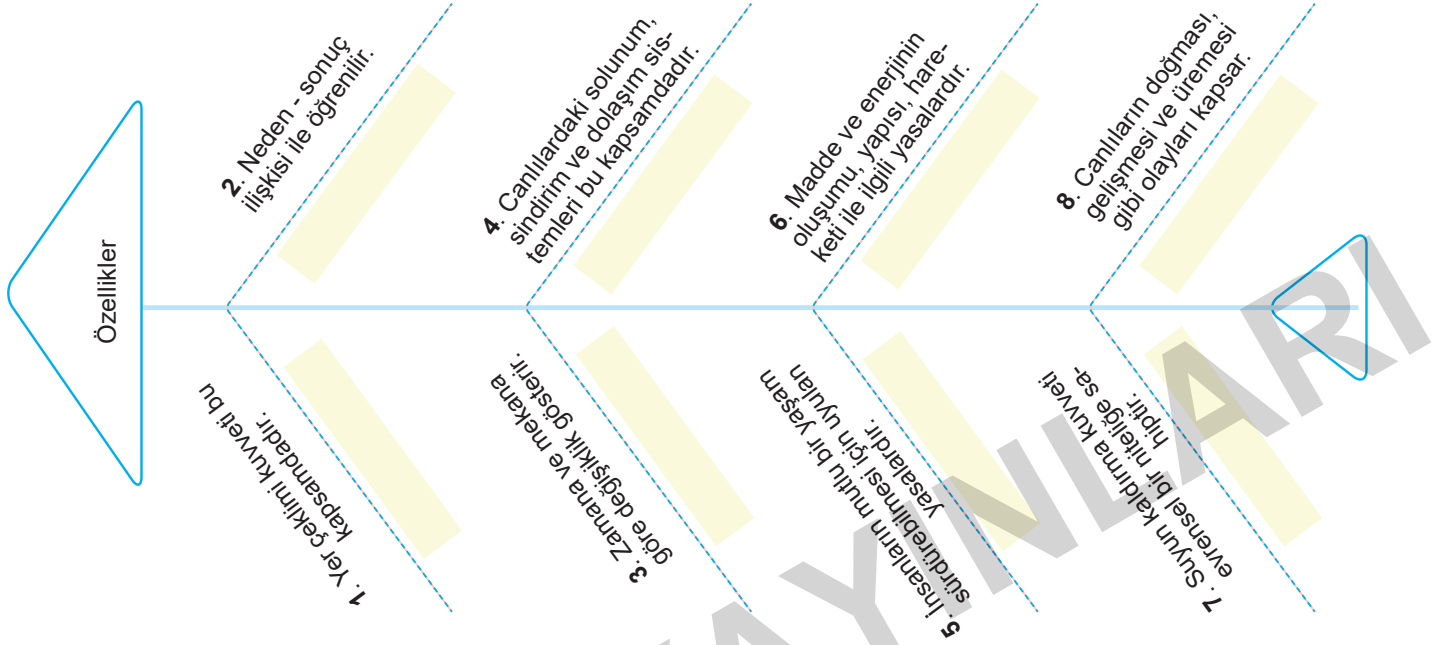 Özellikler
1. Yer çekilimi kuvveti bu
kapsamdadır.
2. Neden - sonuç
ilişkisi ile öğrenilir.
3. Zamana ve mekana
göre değişiklik gösterir.
4. Canlılardaki solunum,
sindirim ve dolaşım sis-
temleri bu kapsamdadır.
5. İnsanların mutlu bir yaşam
sürdürebilmesi için uyulan
yasalardır.
6. Madde ve enerjinin
oluşumu, yapısı, hare-
keti ile ilgili yasalardır.
7. Suyun kaldırma kuvveti
evrensel bir niteliğe sa-
hiptir.
8. Canlıların doğması,
gelişmesi ve üremesi
gibi olayları kapsar.
YAYINLARI